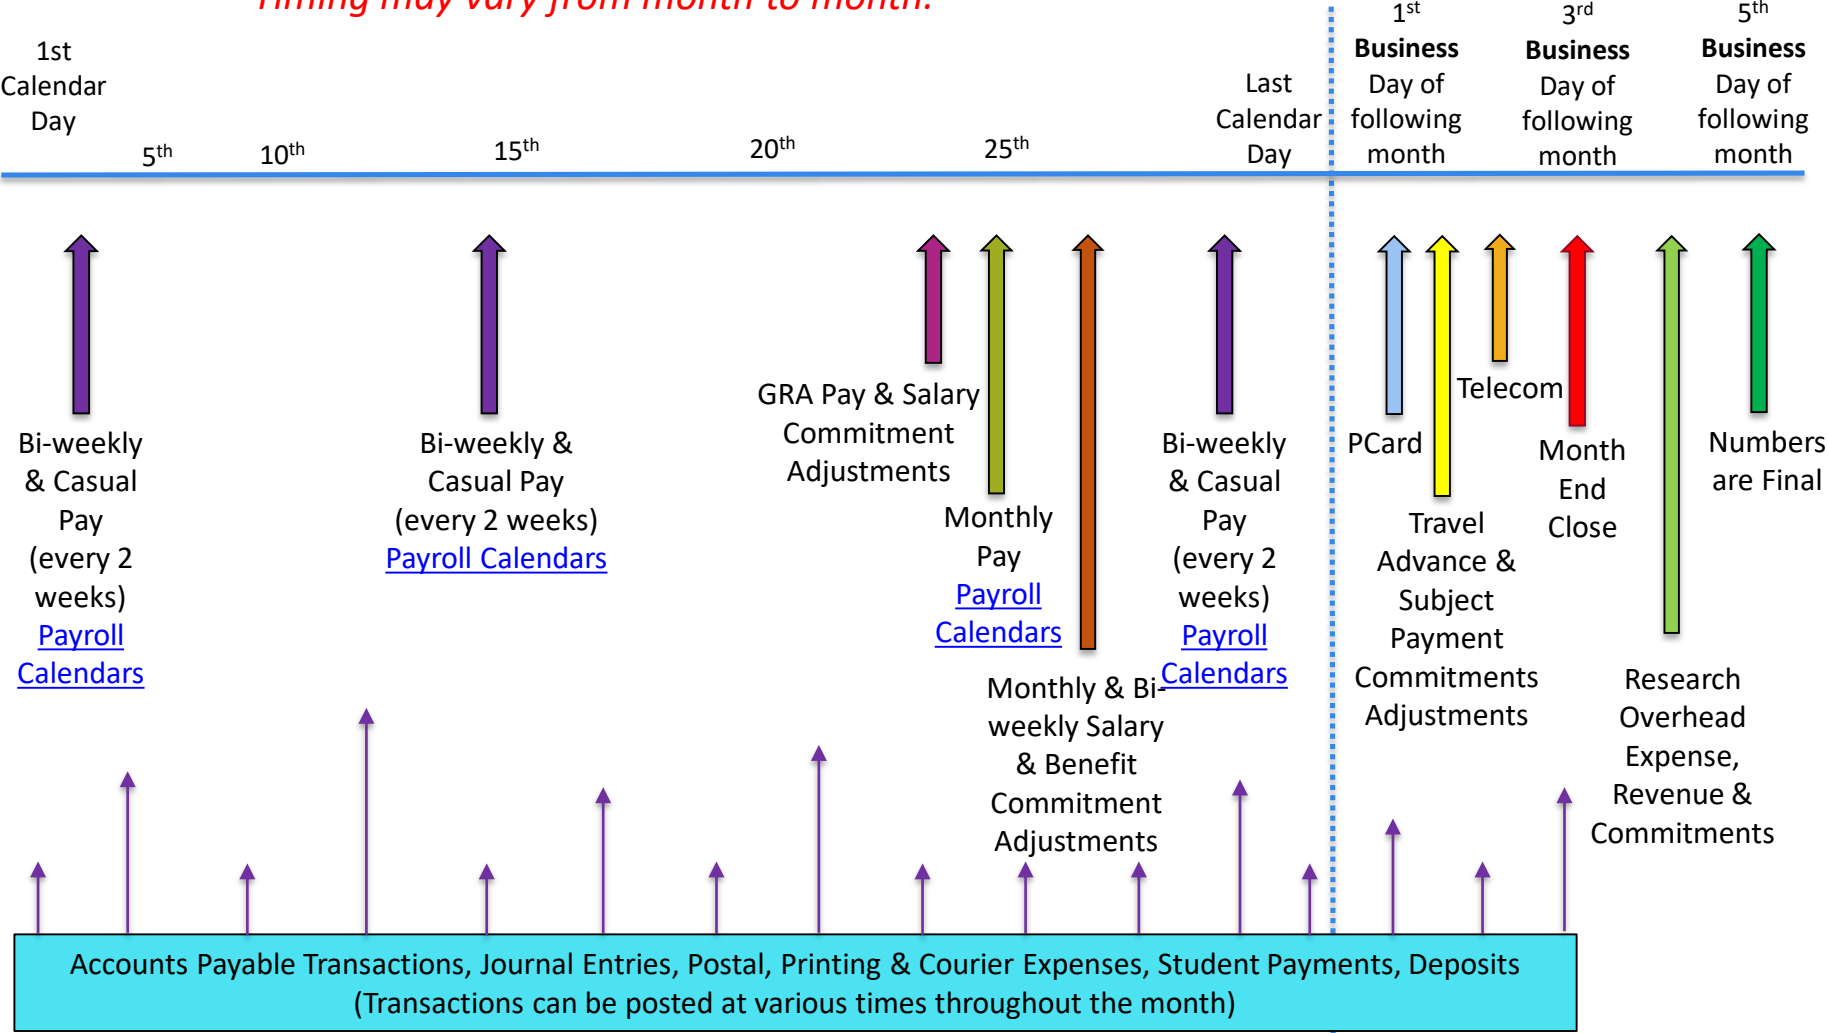 Timing may vary from month to month.
1st
Calendar
Day
5th
10th
15th
20th
25th
Last
Calendar
Day
1st
Business
Day of
following
month
3rd
Business
Day of
following
month
5th
Business
Day of
following
month
Bi-weekly
& Casual
Pay
(every 2
weeks)
Payroll
Calendars
Bi-weekly &
Casual Pay
(every 2 weeks)
Payroll Calendars
GRA Pay & Salary
Commitment
Adjustments
Monthly
Pay
Payroll
Calendars
Monthly & Bi-
weekly Salary
& Benefit
Commitment
Adjustments
Bi-weekly
& Casual
Pay
(every 2
weeks)
Payroll
Calendars
PCard
Travel
Advance &
Subject
Payment
Commitments
Adjustments
Telecom
Month
End
Close
Research
Overhead
Expense,
Revenue &
Commitments
Numbers
are Final
Accounts Payable Transactions, Journal Entries, Postal, Printing & Courier Expenses, Student Payments, Deposits
(Transactions can be posted at various times throughout the month)